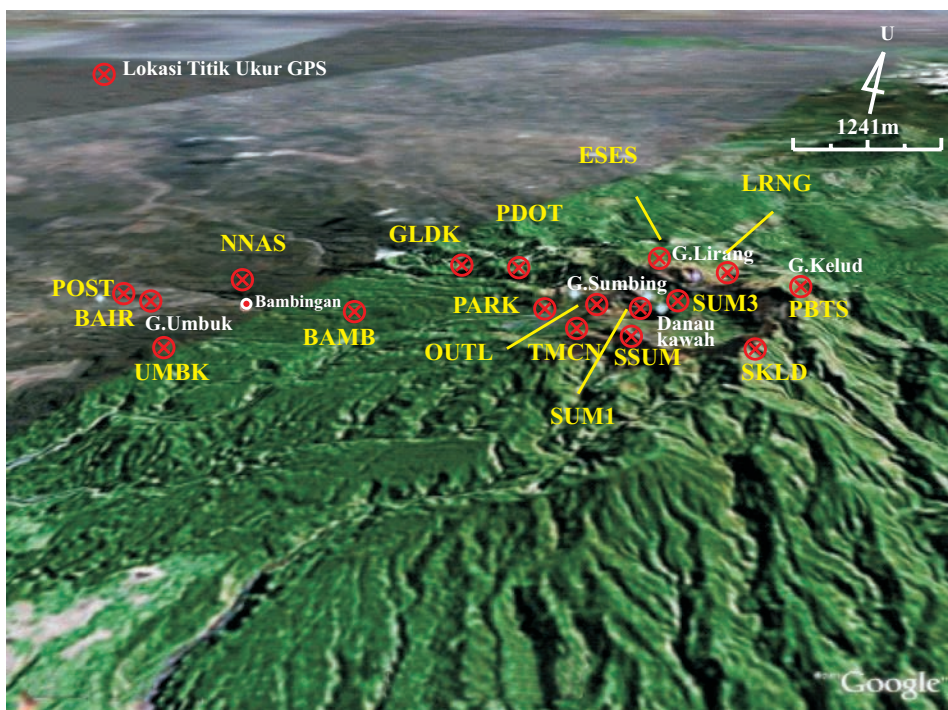 U
Lokasi Titik Ukur GPS
1241m
ESES
LRNG
PDOT
NNAS
GLDK
G.Lirang
G.Kelud
POST
G.Sumbing
BAIR
Bambingan
PARK
SUM3
PBTS
G.Umbuk
BAMB
Danau
kawah
OUTL
TMCN
SSUM
UMBK
SKLD
SUM1
Google